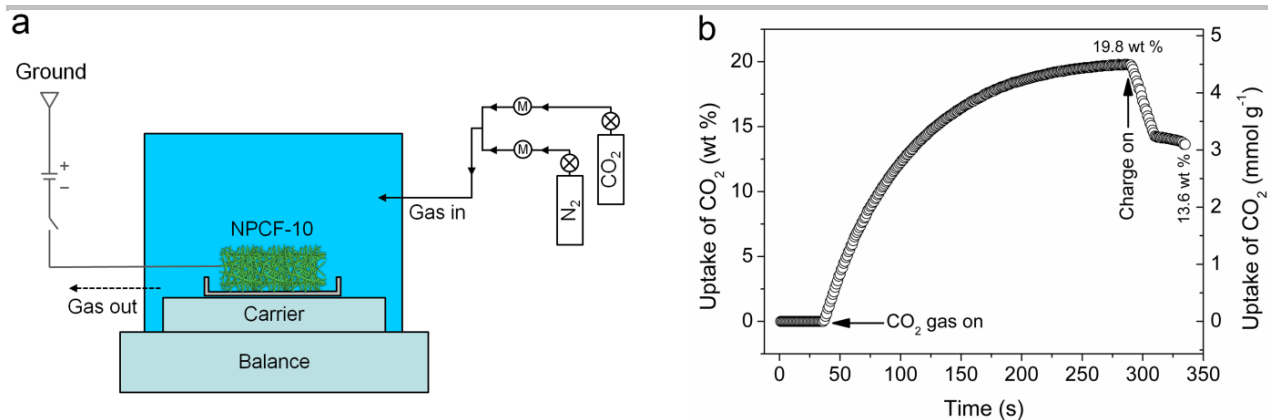 a
Ground
+
−
NPCF-10
Gas in
Gas out
Carrier
Balance
M
M
N₂
CO₂
b
Uptake of CO₂ (wt %)
20
15
10
5
0
19.8 wt %
Charge on
13.6 wt %
CO₂ gas on
5
4
3
2
1
0
Uptake of CO₂ (mmol g⁻¹)
0 50 100 150 200 250 300 350
Time (s)